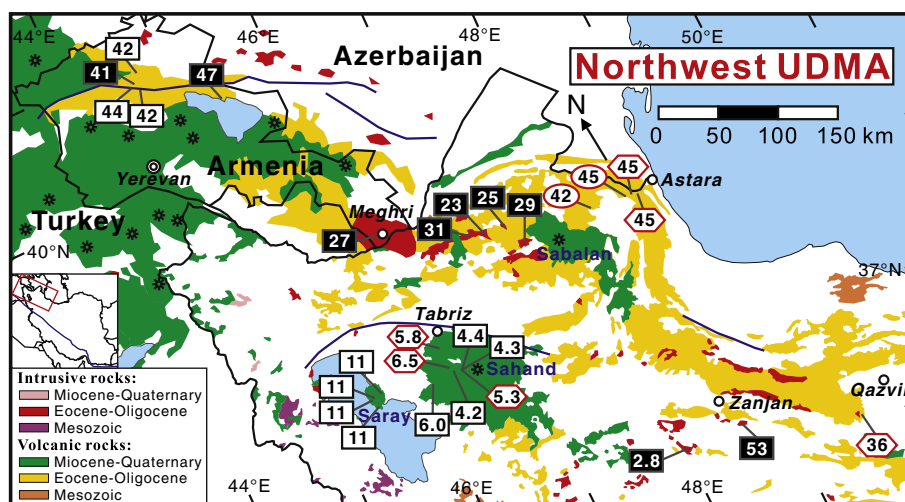 44°E
46°E
48°E
50°E
42
Azerbaijan
Northwest UDMA
41
47
N
44
42
0 50 100 150 km
Armenia
45
45
Astara
Yerevan
23
25
29
42
45
Turkey
Meghri
27
31
40°N
Sabalan
37°N
Tabriz
5.8
4.4
4.3
6.5
11
Sahand
11
5.3
Qazvin
Intrusive rocks:
Miocene-Quaternary
Eocene-Oligocene
Mesozoic
11
Saray
6.0
4.2
Zanjan
11
Volcanic rocks:
Miocene-Quaternary
Eocene-Oligocene
Mesozoic
2.8
53
36
44°E
46°E
48°E